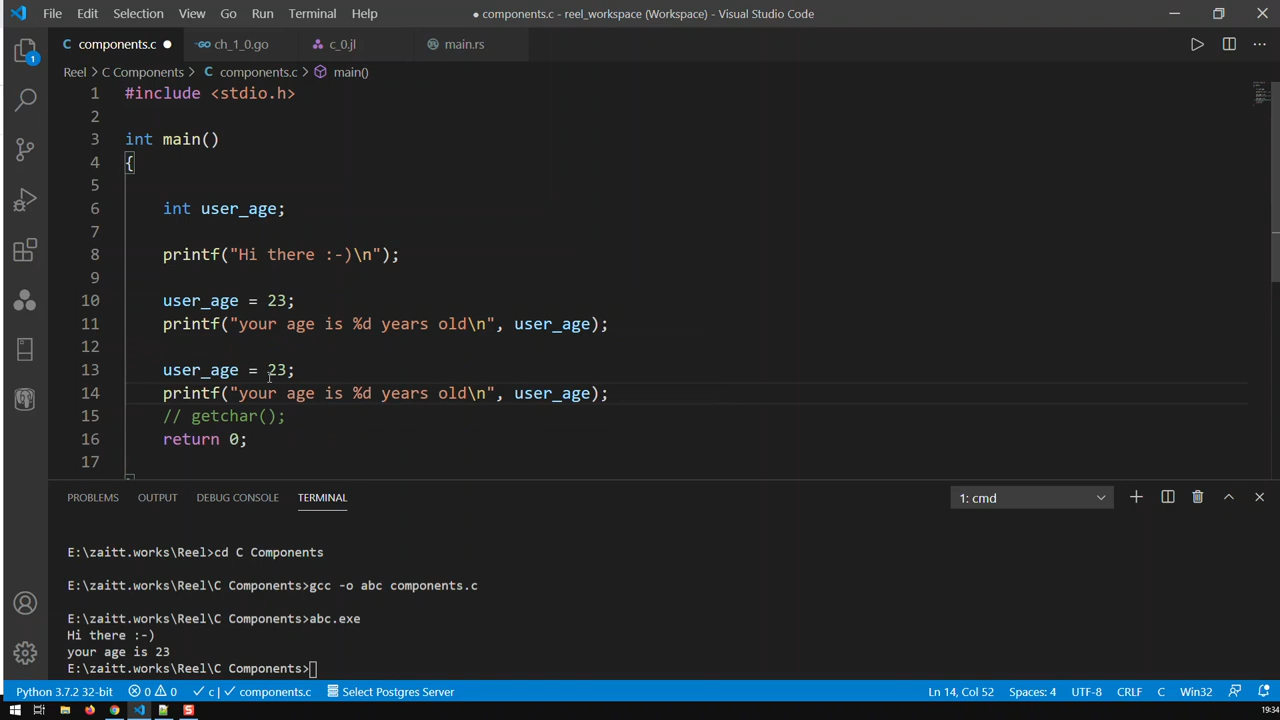 File Edit Selection View Go Run Terminal Help
● components.c - reel_workspace (Workspace) - Visual Studio Code
C components.c ● ch_1_0.go c_0.jl main.rs
Reel > C Components > C components.c > main()
1 #include <stdio.h>
2
3 int main()
4 {
5
6 int user_age;
7
8 printf("Hi there :-)\n");
9
10 user_age = 23;
11 printf("your age is %d years old\n", user_age);
12
13 user_age = 23;
14 printf("your age is %d years old\n", user_age);
15 // getchar();
16 return 0;
17
1
PROBLEMS OUTPUT DEBUG CONSOLE TERMINAL 1: cmd
E:\zaitt.works\Reel>cd C Components
E:\zaitt.works\Reel\C Components>gcc -o abc components.c
E:\zaitt.works\Reel\C Components>abc.exe
Hi there :-)
your age is 23
E:\zaitt.works\Reel\C Components>
Python 3.7.2 32-bit 0 0 c | components.c Select Postgres Server Ln 14, Col 52 Spaces: 4 UTF-8 CRLF C Win32
19:34